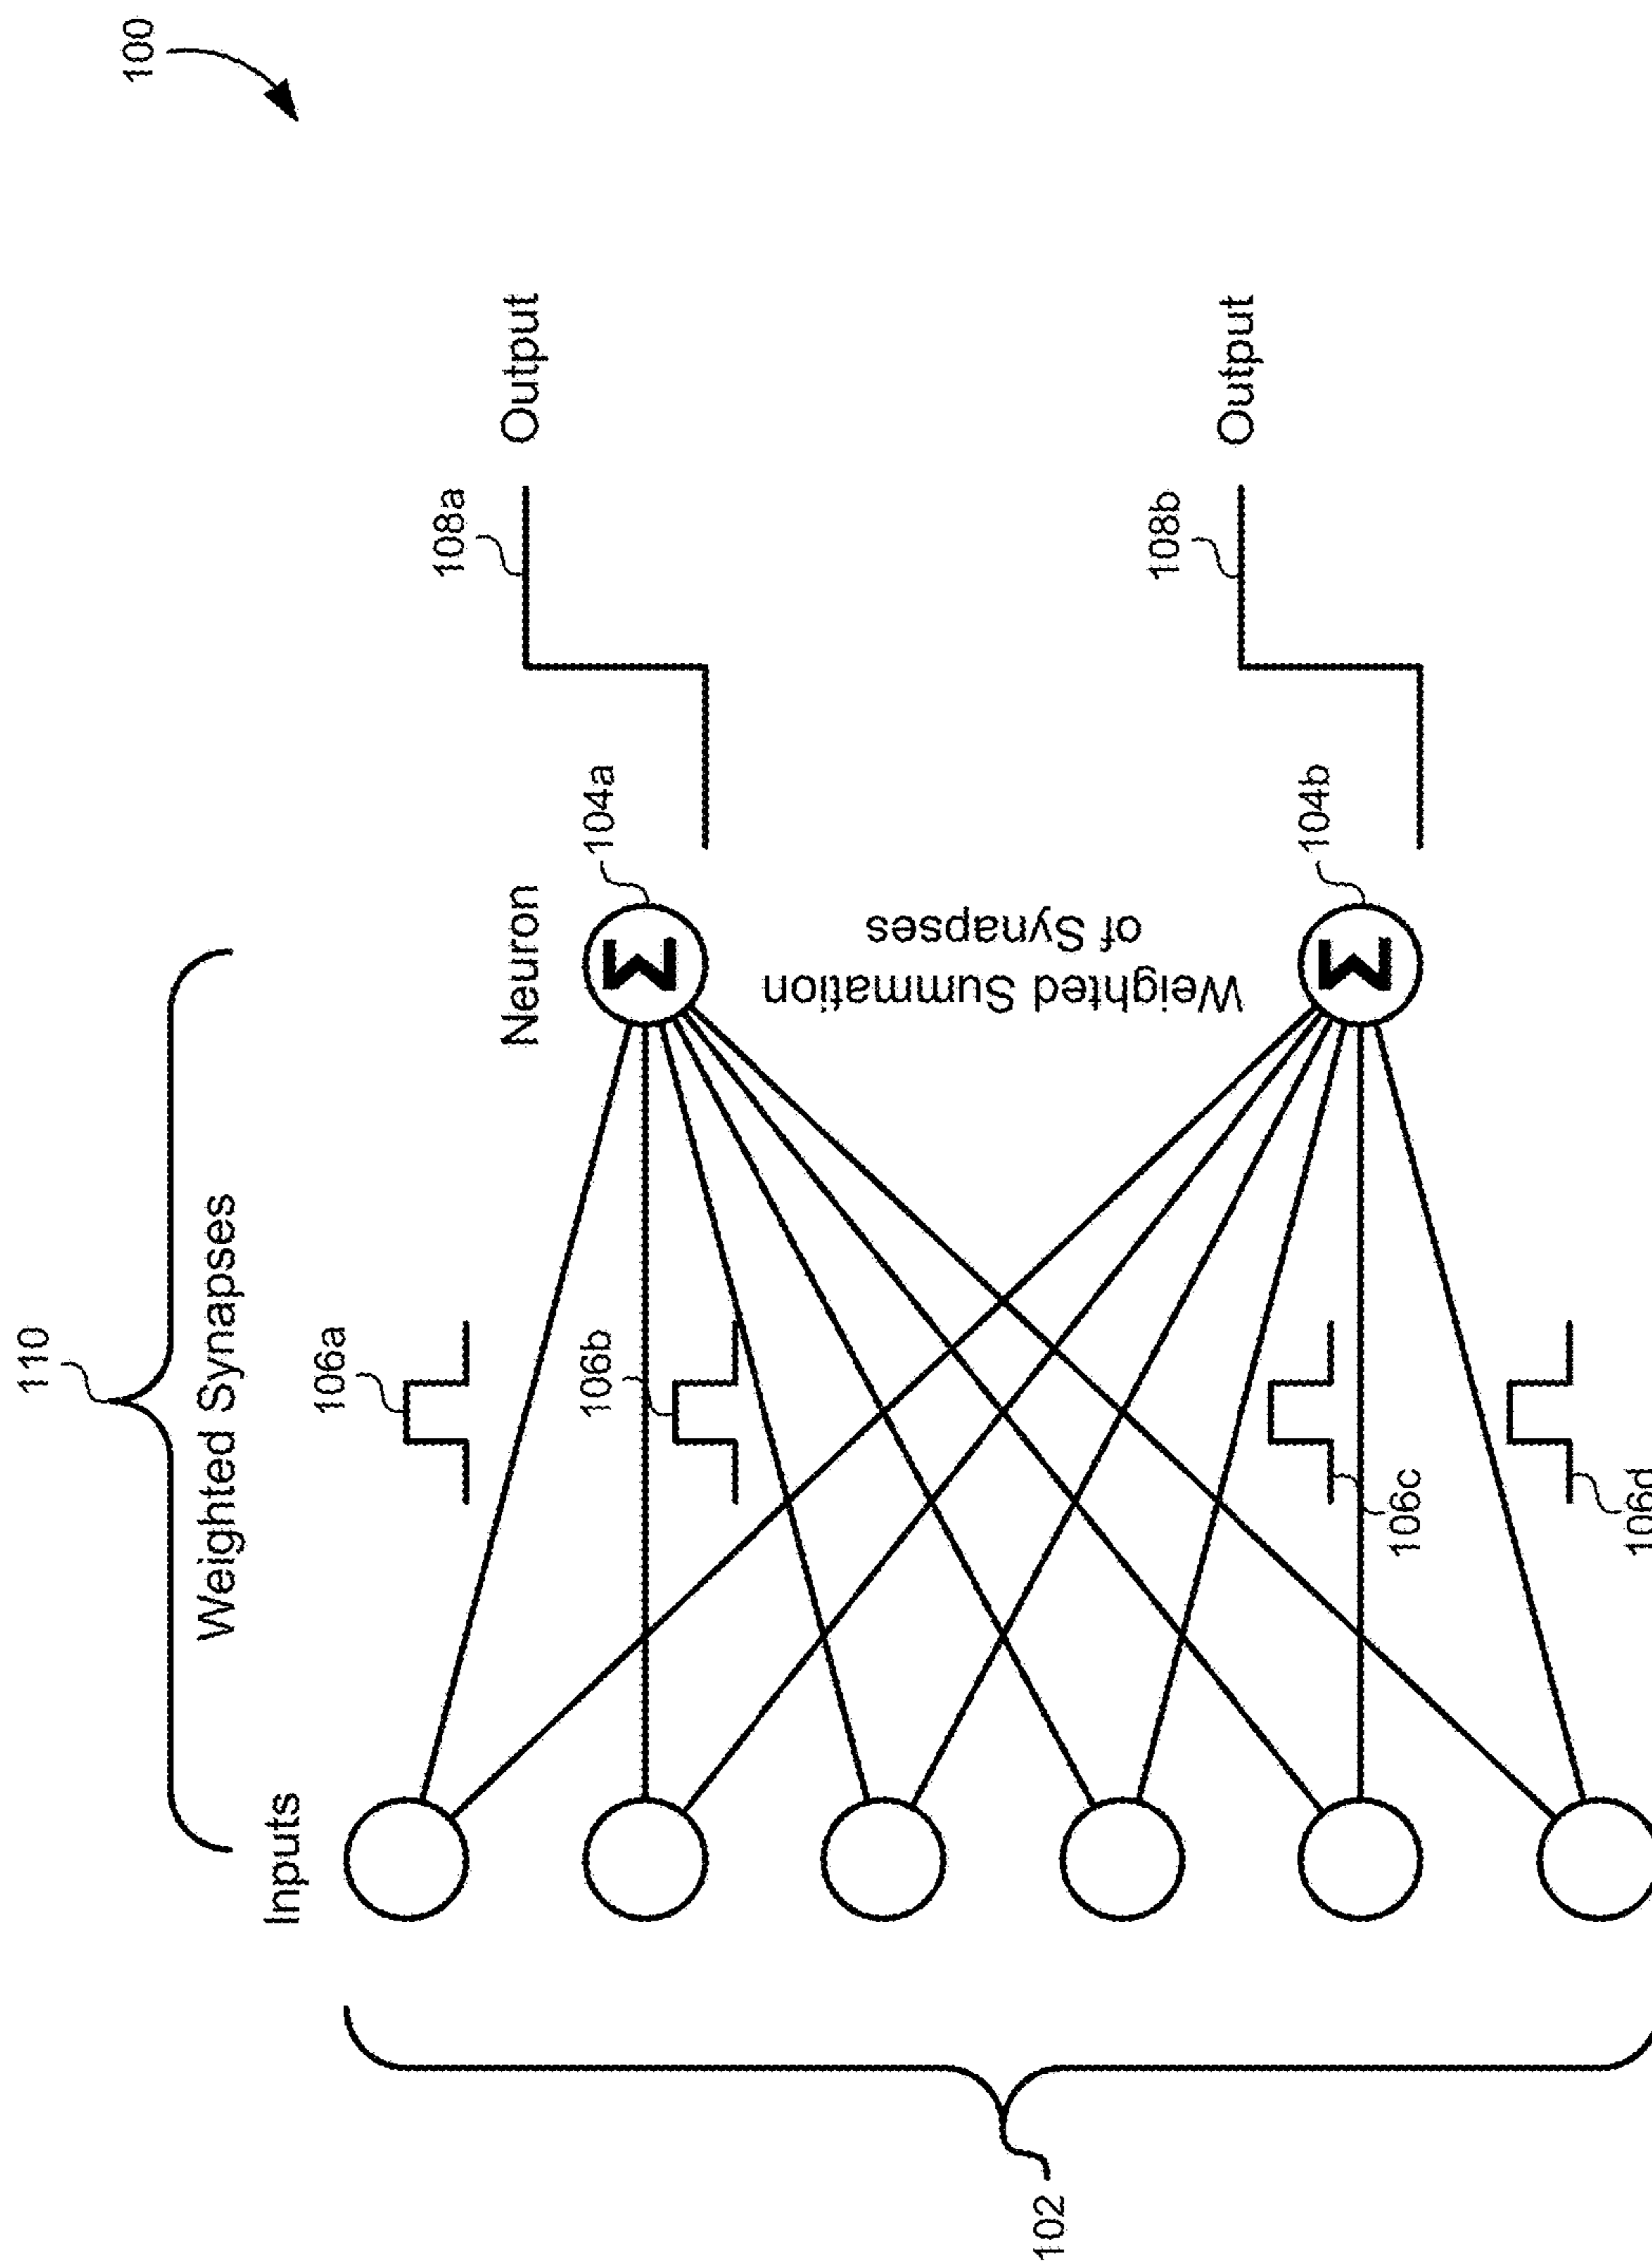 100
110
Weighted Synapses
Inputs
106a
Neuron
104a
108a
Output
106b
Weighted Summation
of Synapses
106c
104b
108b
Output
106d
102
Σ
Σ